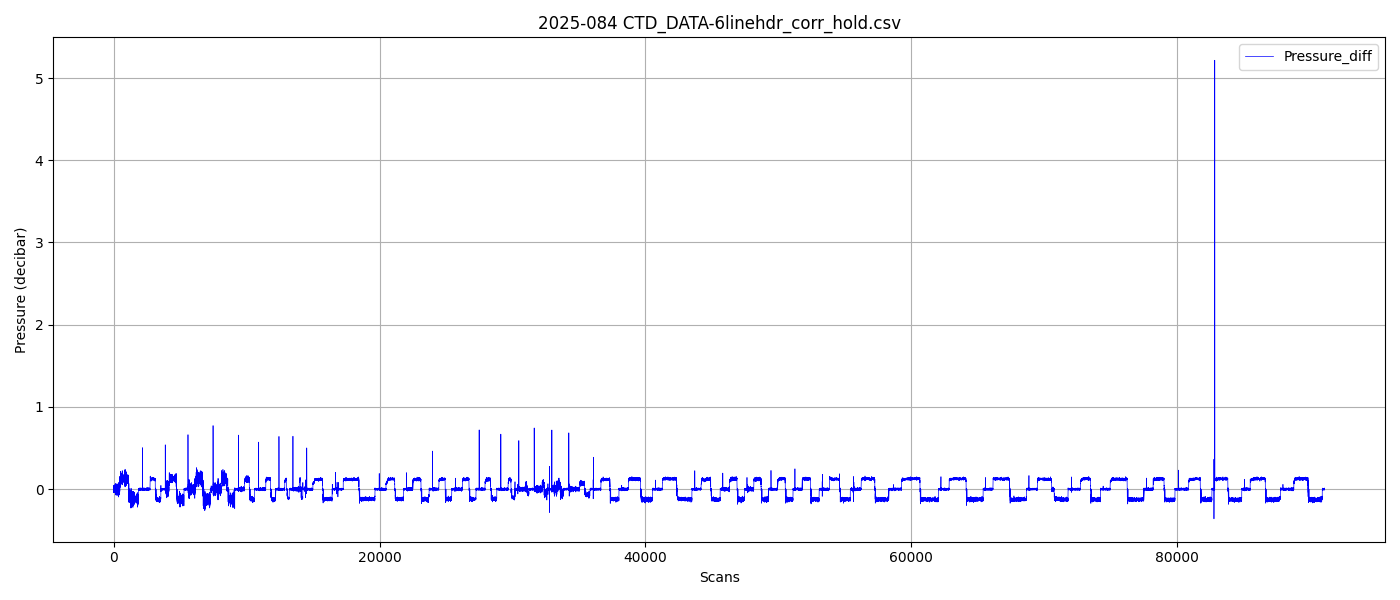 2025-084 CTD_DATA-6linehdr_corr_hold.csv
Pressure_diff
5
4
3
2
1
0
Pressure (decibar)
0 20000 40000 60000 80000
Scans